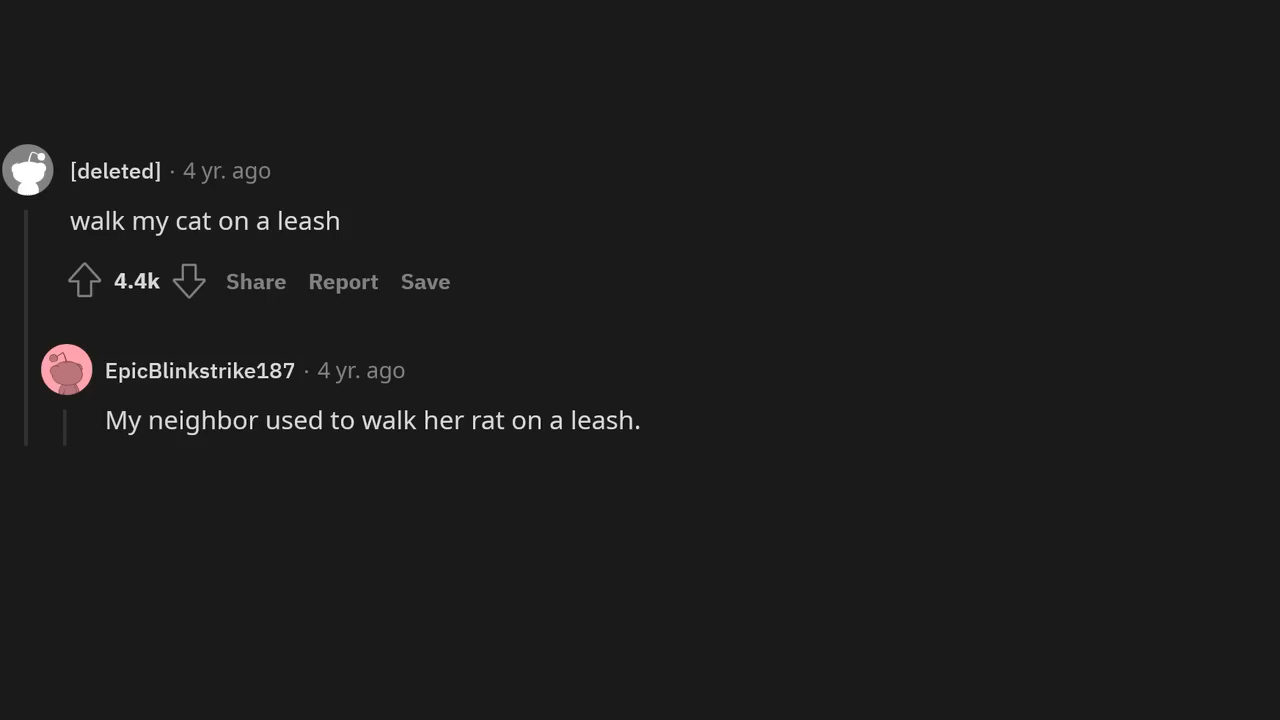 [deleted] · 4 yr. ago
walk my cat on a leash
4.4k Share Report Save
EpicBlinkstrike187 · 4 yr. ago
My neighbor used to walk her rat on a leash.